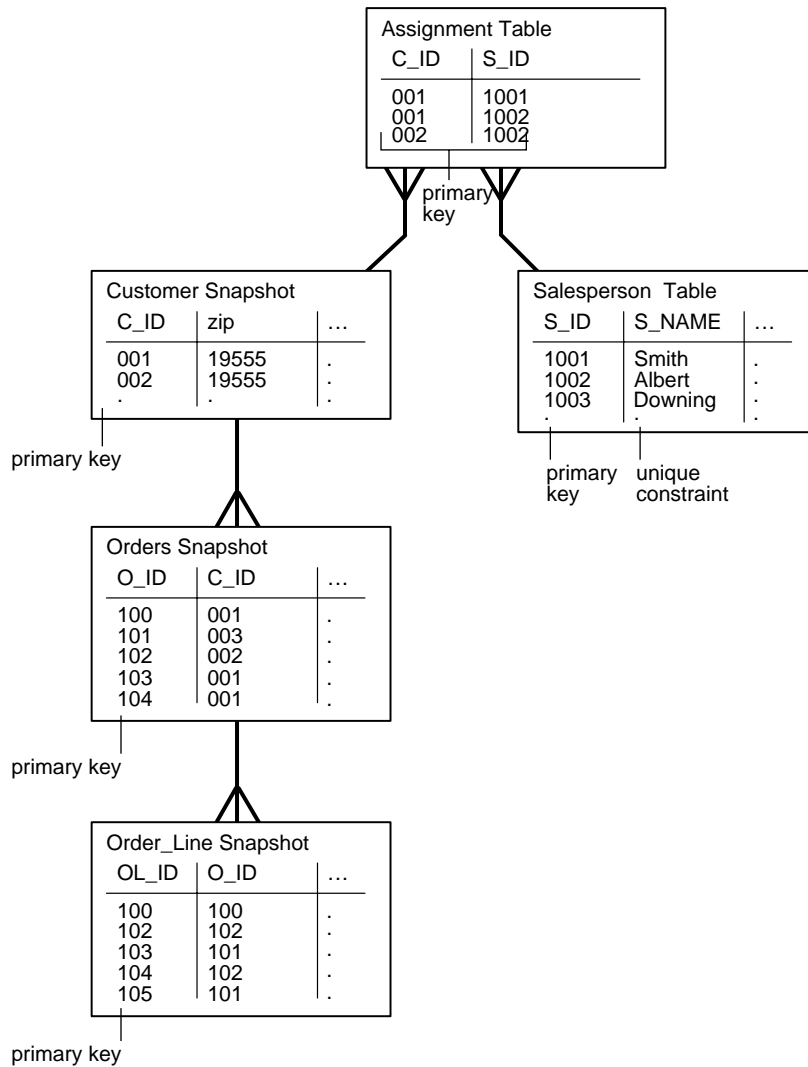 Assignment Table
C_ID S_ID
001 1001
001 1002
002 1002
primary
key
Customer Snapshot
C_ID zip ...
001 19555 .
002 19555 .
. . .
primary key
Salesperson Table
S_ID S_NAME ...
1001 Smith .
1002 Albert .
1003 Downing .
. . .
primary
key
unique
constraint
Orders Snapshot
O_ID C_ID ...
100 001 .
101 003 .
102 002 .
103 001 .
104 001 .
primary key
Order_Line Snapshot
OL_ID O_ID ...
100 100 .
102 102 .
103 101 .
104 102 .
105 101 .
primary key